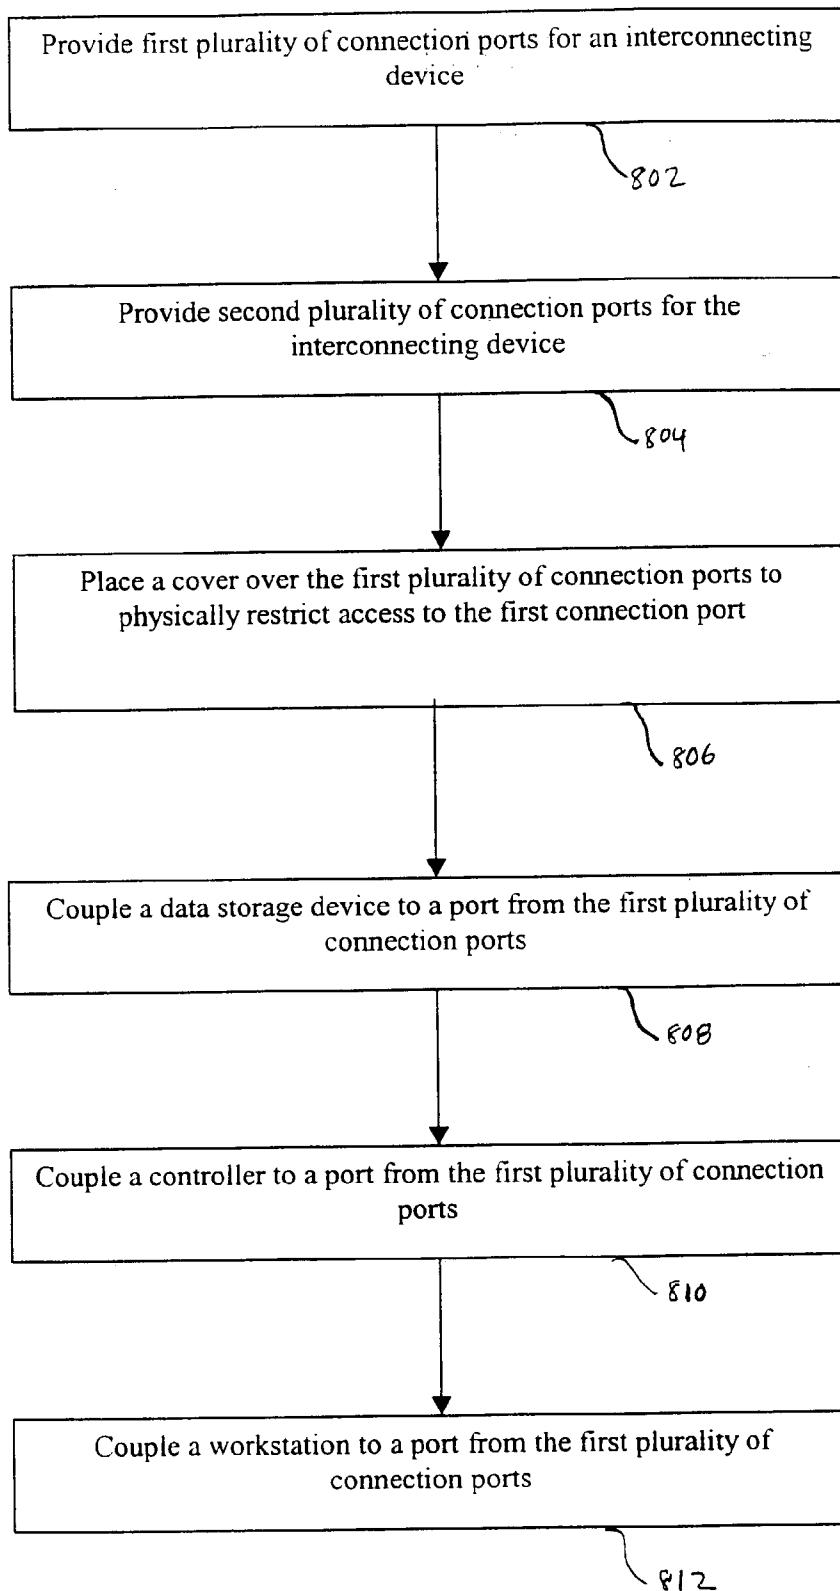 Provide first plurality of connection ports for an interconnecting
device
802
Provide second plurality of connection ports for the
interconnecting device
804
Place a cover over the first plurality of connection ports to
physically restrict access to the first connection port
806
Couple a data storage device to a port from the first plurality of
connection ports
808
Couple a controller to a port from the first plurality of connection
ports
810
Couple a workstation to a port from the first plurality of
connection ports
812